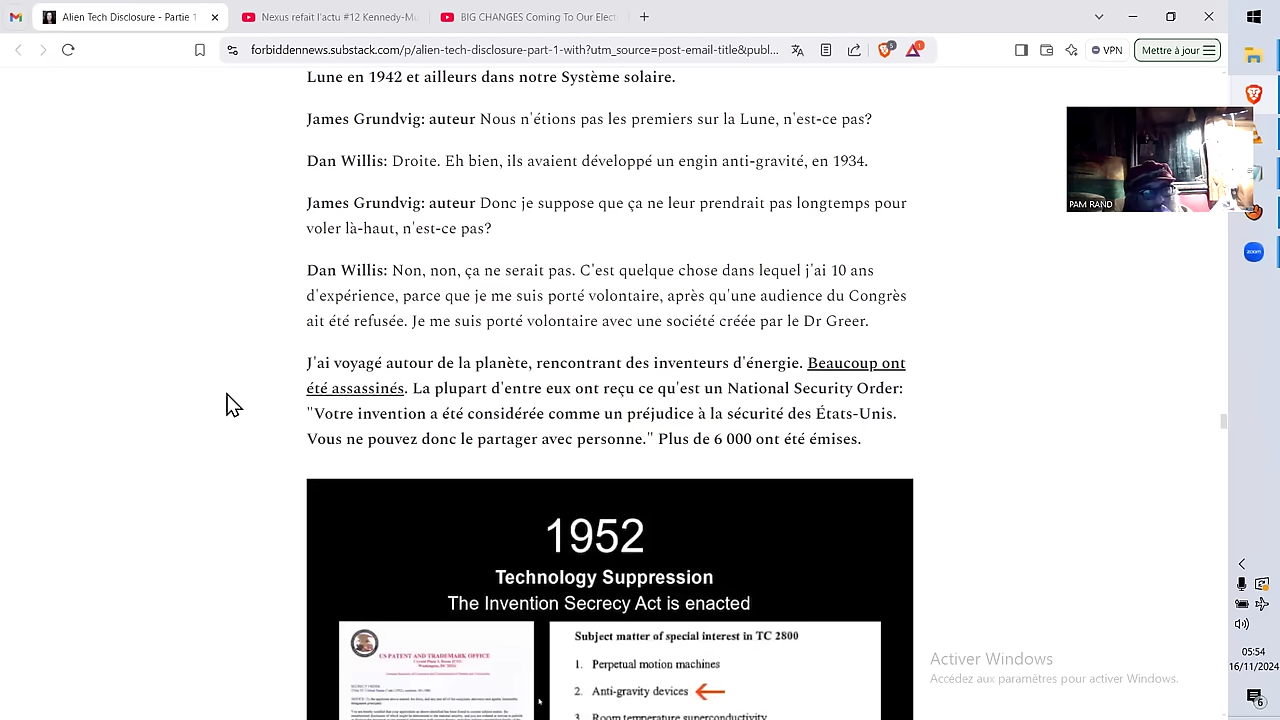 Alien Tech Disclosure - Partie 1
Nexus refait l'actu #12 Kennedy-Mu
BIG CHANGES Coming To Our Elect
forbiddennews.substack.com/p/alien-tech-disclosure-part-1-with?utm_source=post-email-title&publ...
VPN
Mettre à jour
Lune en 1942 et ailleurs dans notre Système solaire.
James Grundvig: auteur Nous n'étions pas les premiers sur la Lune, n'est-ce pas?
Dan Willis: Droite. Eh bien, ils avaient développé un engin anti-gravité, en 1934.
James Grundvig: auteur Donc je suppose que ça ne leur prendrait pas longtemps pour
voler là-haut, n'est-ce pas?
Dan Willis: Non, non, ça ne serait pas. C'est quelque chose dans lequel j'ai 10 ans
d'expérience, parce que je me suis porté volontaire, après qu'une audience du Congrès
ait été refusée. Je me suis porté volontaire avec une société créée par le Dr Greer.
J'ai voyagé autour de la planète, rencontrant des inventeurs d'énergie. Beaucoup ont
été assassinés. La plupart d'entre eux ont reçu ce qu'est un National Security Order:
"Votre invention a été considérée comme un préjudice à la sécurité des États-Unis.
Vous ne pouvez donc le partager avec personne." Plus de 6 000 ont été émises.
1952
Technology Suppression
The Invention Secrecy Act is enacted
US PATENT AND TRADEMARK OFFICE
Subject matter of special interest in TC 2800
1. Perpetual motion machines
2. Anti-gravity devices
3. Room temperature superconductivity
PAM RAND
zoom
Activer Windows
Accédez aux paramètres pour activer Windows.
05:54